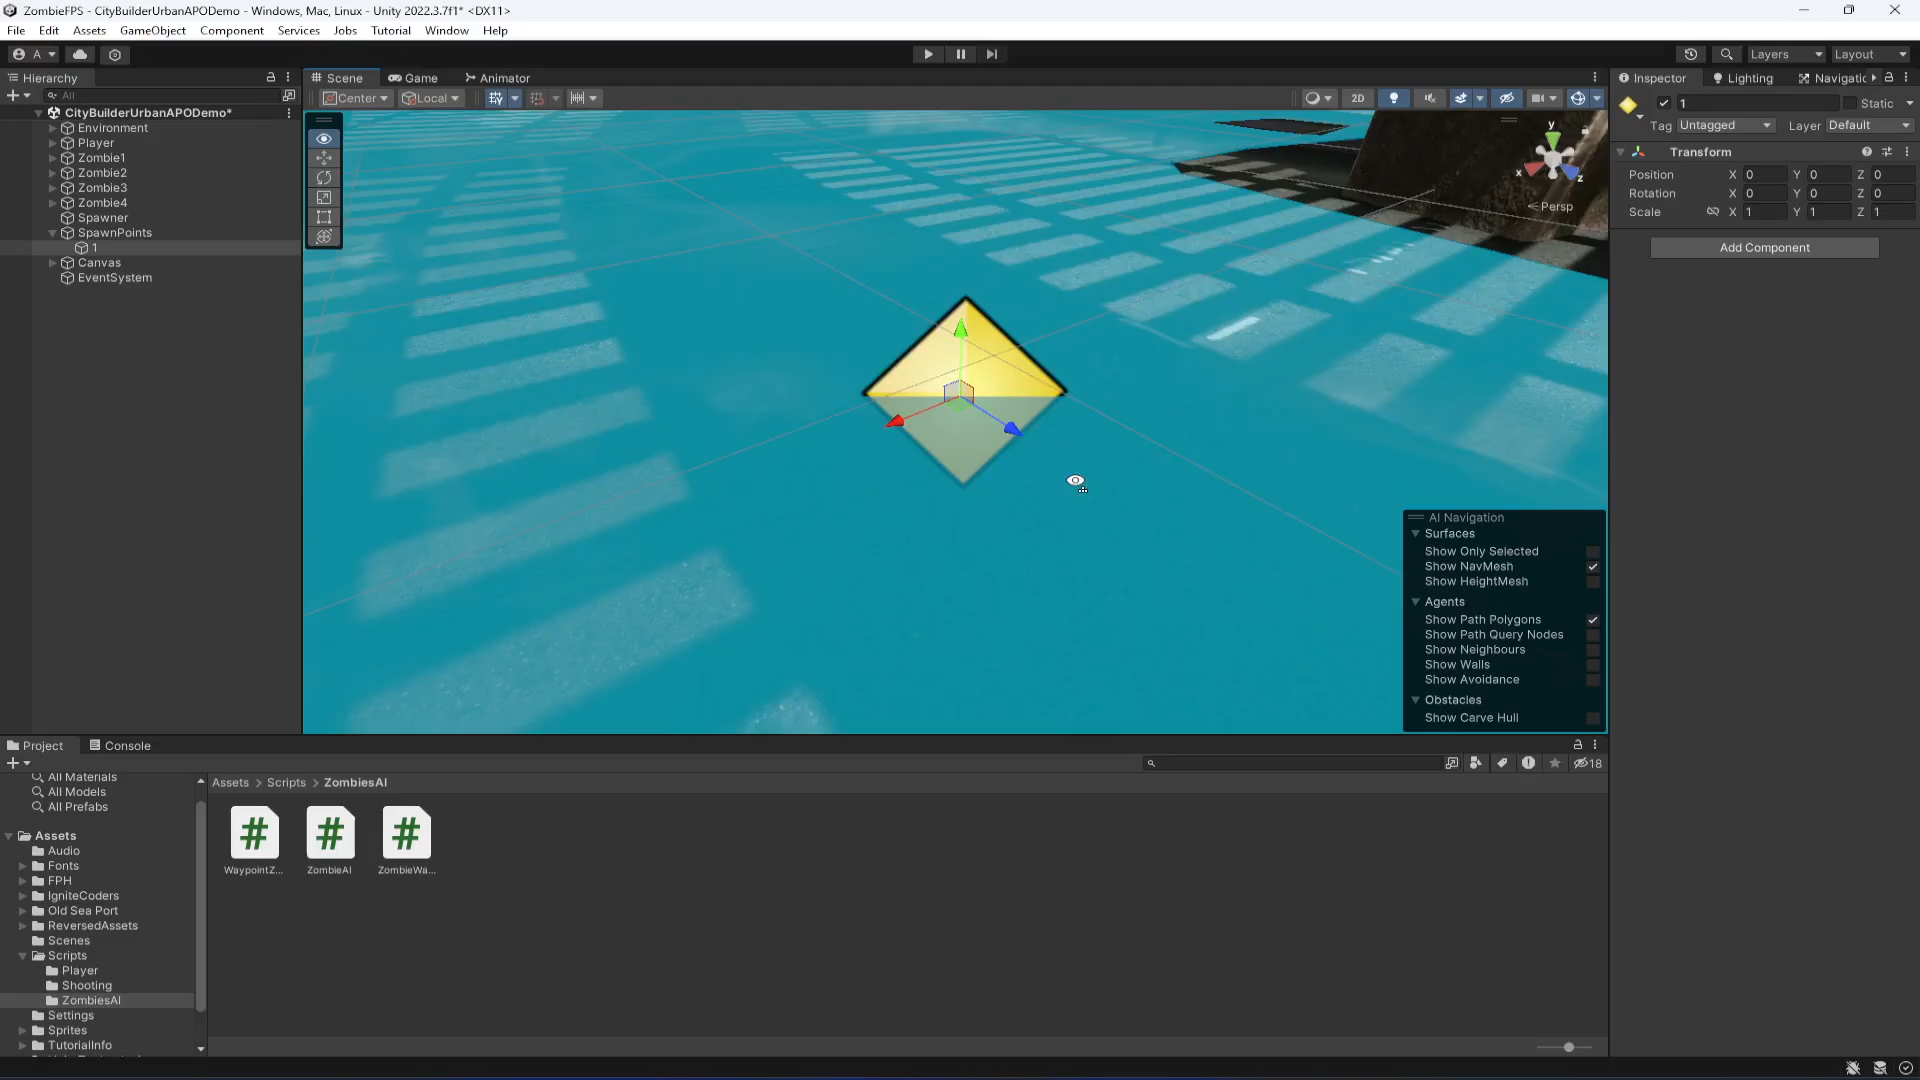 ZombieFPS - CityBuilderUrbanAPODemo - Windows, Mac, Linux - Unity 2022.3.7f1* <DX11>
File Edit Assets GameObject Component Services Jobs Tutorial Window Help
A Layers Layout
Hierarchy
All
CityBuilderUrbanAPODemo*
Environment
Player
Zombie1
Zombie2
Zombie3
Zombie4
Spawner
SpawnPoints
1
Canvas
EventSystem
Scene Game Animator
Center Local 2D
y
x
z
Persp
AI Navigation
Surfaces
Show Only Selected
Show NavMesh
Show HeightMesh
Agents
Show Path Polygons
Show Path Query Nodes
Show Neighbours
Show Walls
Show Avoidance
Obstacles
Show Carve Hull
Inspector Lighting Navigatic
1 Static
Tag Untagged Layer Default
Transform
Position X 0 Y 0 Z 0
Rotation X 0 Y 0 Z 0
Scale X 1 Y 1 Z 1
Add Component
Project Console
18
All Materials
All Models
All Prefabs
Assets
Audio
Fonts
FPH
IgniteCoders
Old Sea Port
ReversedAssets
Scenes
Scripts
Player
Shooting
ZombiesAI
Settings
Sprites
TutorialInfo
Assets > Scripts > ZombiesAI
WaypointZ... ZombieAI ZombieWa...